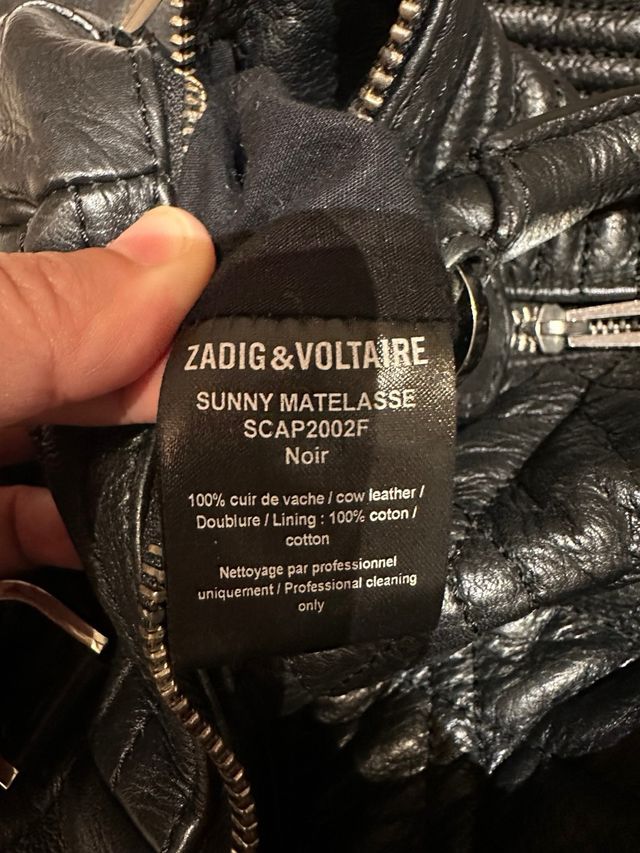 ZADIG&VOLTAIRE
SUNNY MATELASSE
SCAP2002F
Noir
100% cuir de vache / cow leather /
Doublure / Lining : 100% coton /
cotton
Nettoyage par professionnel
uniquement / Professional cleaning
only